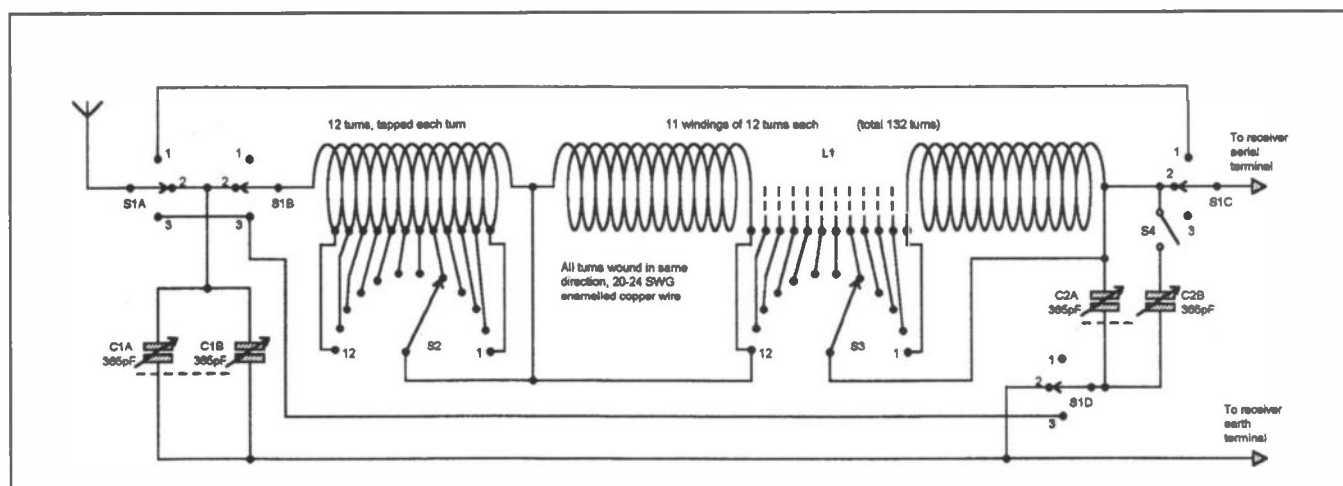 12 turns, tapped each turn
11 windings of 12 turns each
(total 132 turns)
L1
To receiver
aerial
terminal
1
1
1
2
2
2
S1A
S1B
S1C
3
3
3
S4
All turns wound in same
direction, 20-24 SWG
enamelled copper wire
C2A
365pF
C2B
365pF
C1A
365pF
C1B
365pF
12
S2
1
12
S3
1
1
2
S1D
3
To receiver
earth
terminal